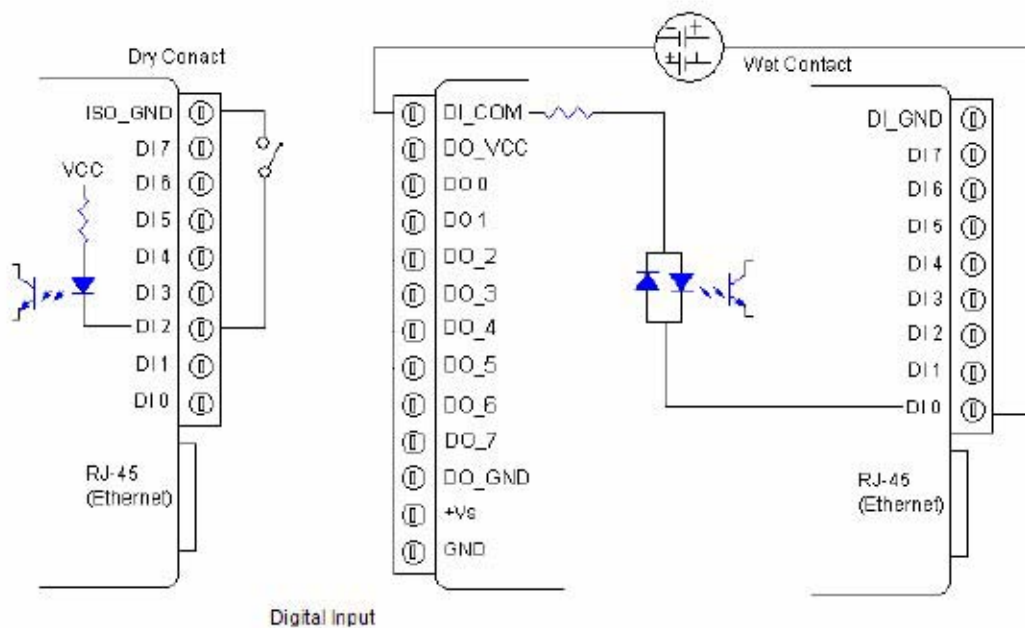 Dry Conact
ISO_GND
DI 7
DI 6
DI 5
DI 4
DI 3
DI 2
DI 1
DI 0
VCC
RJ-45
(Ethernet)
DI_COM
DO_VCC
DO 0
DO 1
DO_2
DO_3
DO_4
DO_5
DO_6
DO_7
DO_GND
+Vs
GND
− +
+ −
Wet Contact
DI_GND
DI 7
DI 6
DI 5
DI 4
DI 3
DI 2
DI 1
DI 0
RJ-45
(Ethernet)
Digital Input